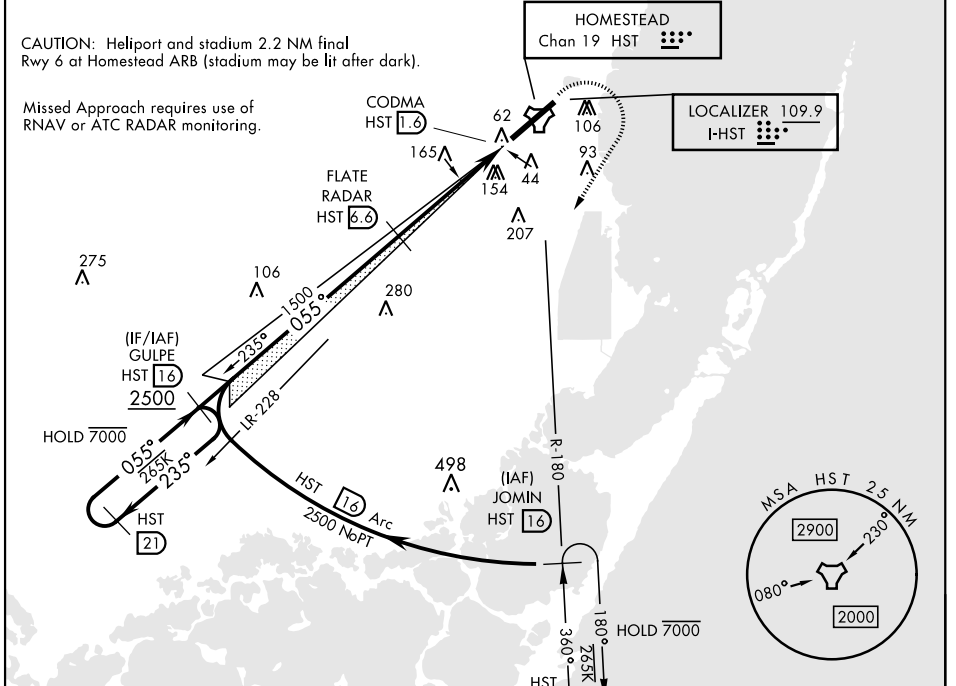 CAUTION: Heliport and stadium 2.2 NM final
Rwy 6 at Homestead ARB (stadium may be lit after dark).
Missed Approach requires use of
RNAV or ATC RADAR monitoring.
HOMESTEAD
Chan 19 HST
LOCALIZER 109.9
I-HST
CODMA
HST 1.6
62
106
165
154
44
93
FLATE
RADAR
HST 6.6
207
275
106
280
1500
055°
235°
(IF/IAF)
GULPE
HST 16
2500
LR-228
HOLD 7000
055°
265K
235°
HST
21
HST 16 Arc
2500 NoPT
498
R-180
(IAF)
JOMIN
HST 16
MSA HST 25 NM
2900
230°
080°
2000
360°
180°
265K
HOLD 7000
HST